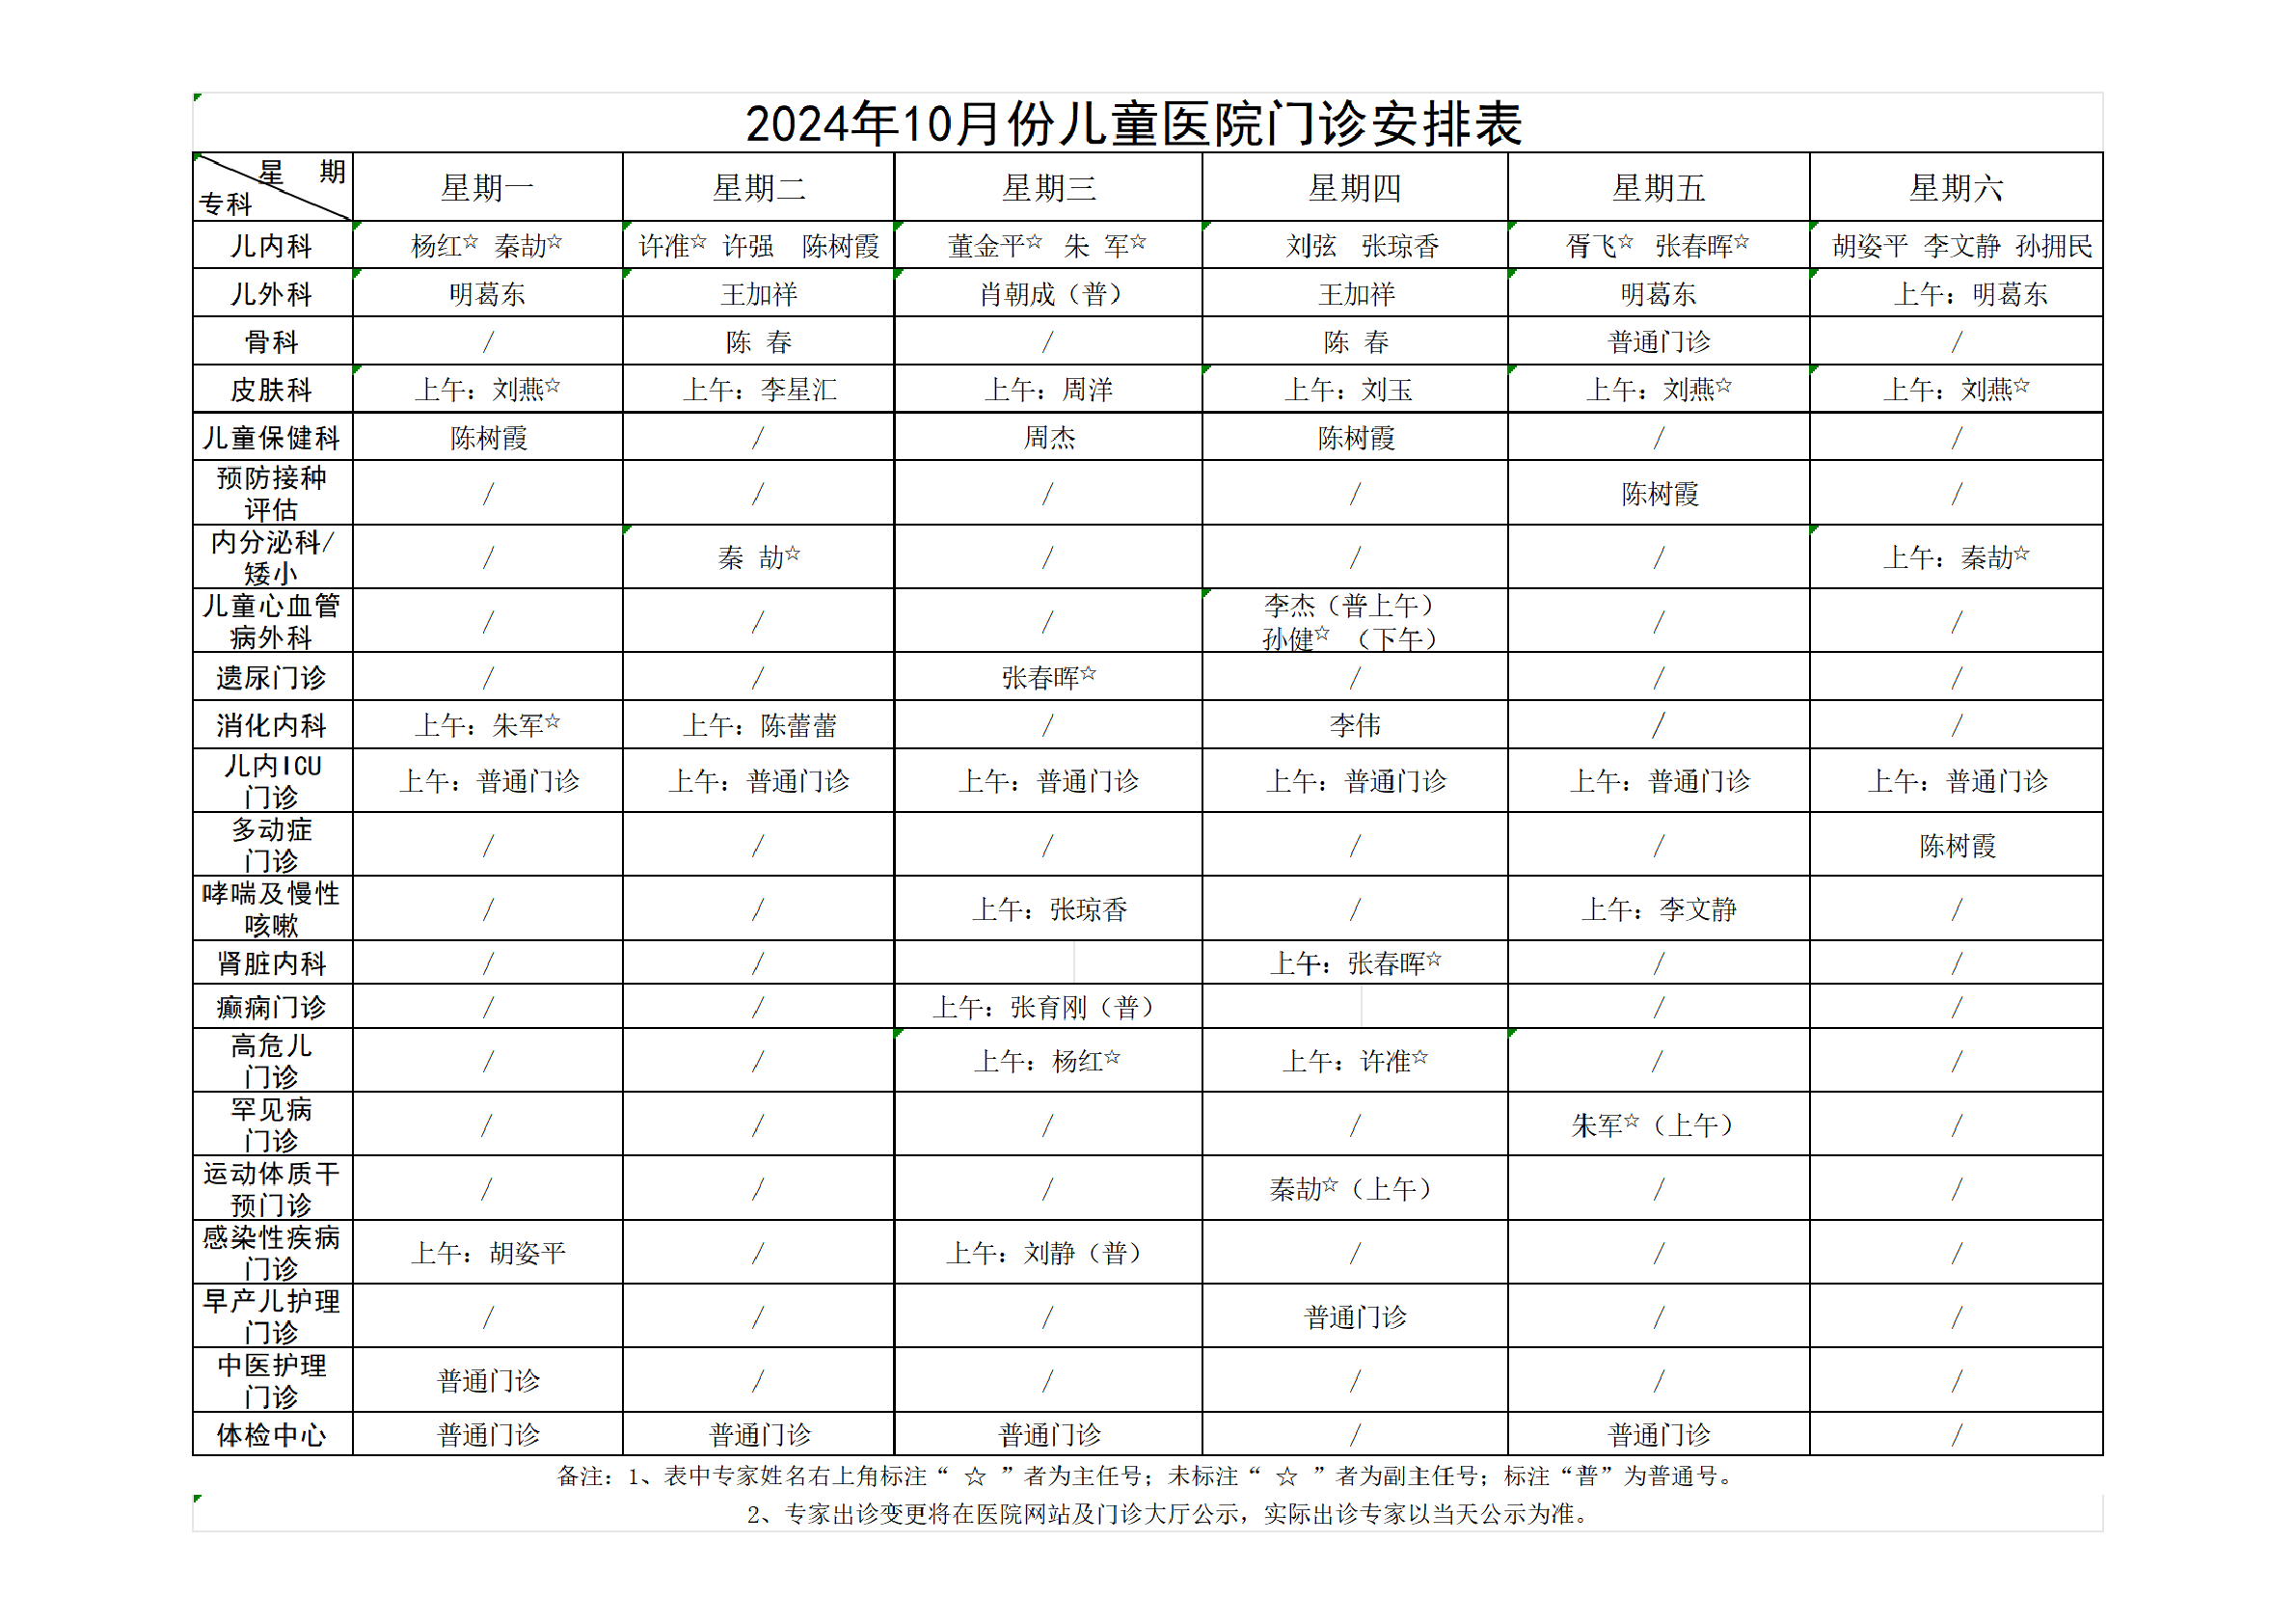 2024年10月份儿童医院门诊安排表
星 期
专科 星期一 星期二 星期三 星期四 星期五 星期六
儿内科 杨红☆ 秦劼☆ 许准☆ 许强 陈树霞 董金平☆ 朱 军☆ 刘弦 张琼香 胥飞☆ 张春晖☆ 胡姿平 李文静 孙拥民
儿外科 明葛东 王加祥 肖朝成（普） 王加祥 明葛东 上午：明葛东
骨科 / 陈 春 / 陈 春 普通门诊 /
皮肤科 上午：刘燕☆ 上午：李星汇 上午：周洋 上午：刘玉 上午：刘燕☆ 上午：刘燕☆
儿童保健科 陈树霞 / 周杰 陈树霞 / /
预防接种
评估 / / / / 陈树霞 /
内分泌科/
矮小 / 秦 劼☆ / / / 上午：秦劼☆
儿童心血管
病外科 / / / 李杰（普上午）
孙健☆ （下午） / /
遗尿门诊 / / 张春晖☆ / / /
消化内科 上午：朱军☆ 上午：陈蕾蕾 / 李伟 / /
儿内ICU
门诊 上午：普通门诊 上午：普通门诊 上午：普通门诊 上午：普通门诊 上午：普通门诊 上午：普通门诊
多动症
门诊 / / / / / 陈树霞
哮喘及慢性
咳嗽 / / 上午：张琼香 / 上午：李文静 /
肾脏内科 / / 上午：张春晖☆ / /
癫痫门诊 / / 上午：张育刚（普） / /
高危儿
门诊 / / 上午：杨红☆ 上午：许准☆ / /
罕见病
门诊 / / / / 朱军☆（上午） /
运动体质干
预门诊 / / / 秦劼☆（上午） / /
感染性疾病
门诊 上午：胡姿平 / 上午：刘静（普） / / /
早产儿护理
门诊 / / / 普通门诊 / /
中医护理
门诊 普通门诊 / / / / /
体检中心 普通门诊 普通门诊 普通门诊 / 普通门诊 /
备注：1、表中专家姓名右上角标注“ ☆ ”者为主任号；未标注“ ☆ ”者为副主任号；标注“普”为普通号。
2、专家出诊变更将在医院网站及门诊大厅公示，实际出诊专家以当天公示为准。